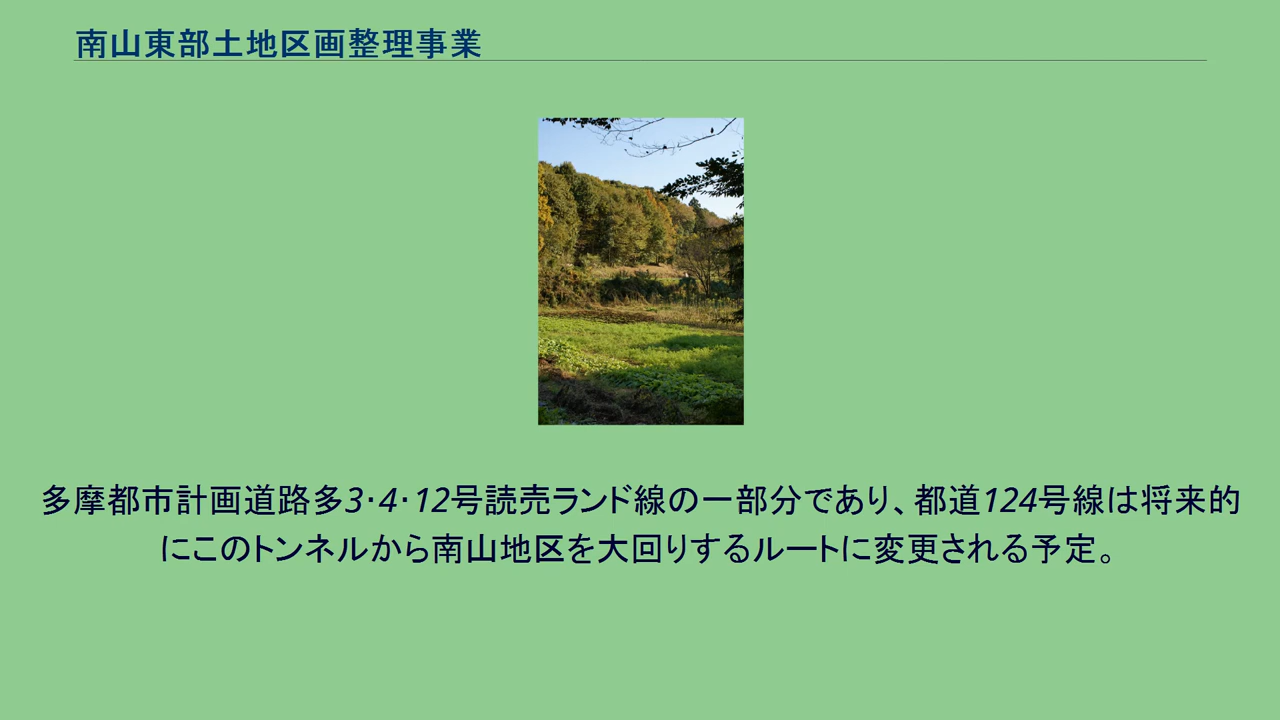 南山東部土地区画整理事業
多摩都市計画道路多3·4·12号読売ランド線の一部分であり、都道124号線は将来的
にこのトンネルから南山地区を大回りするルートに変更される予定。